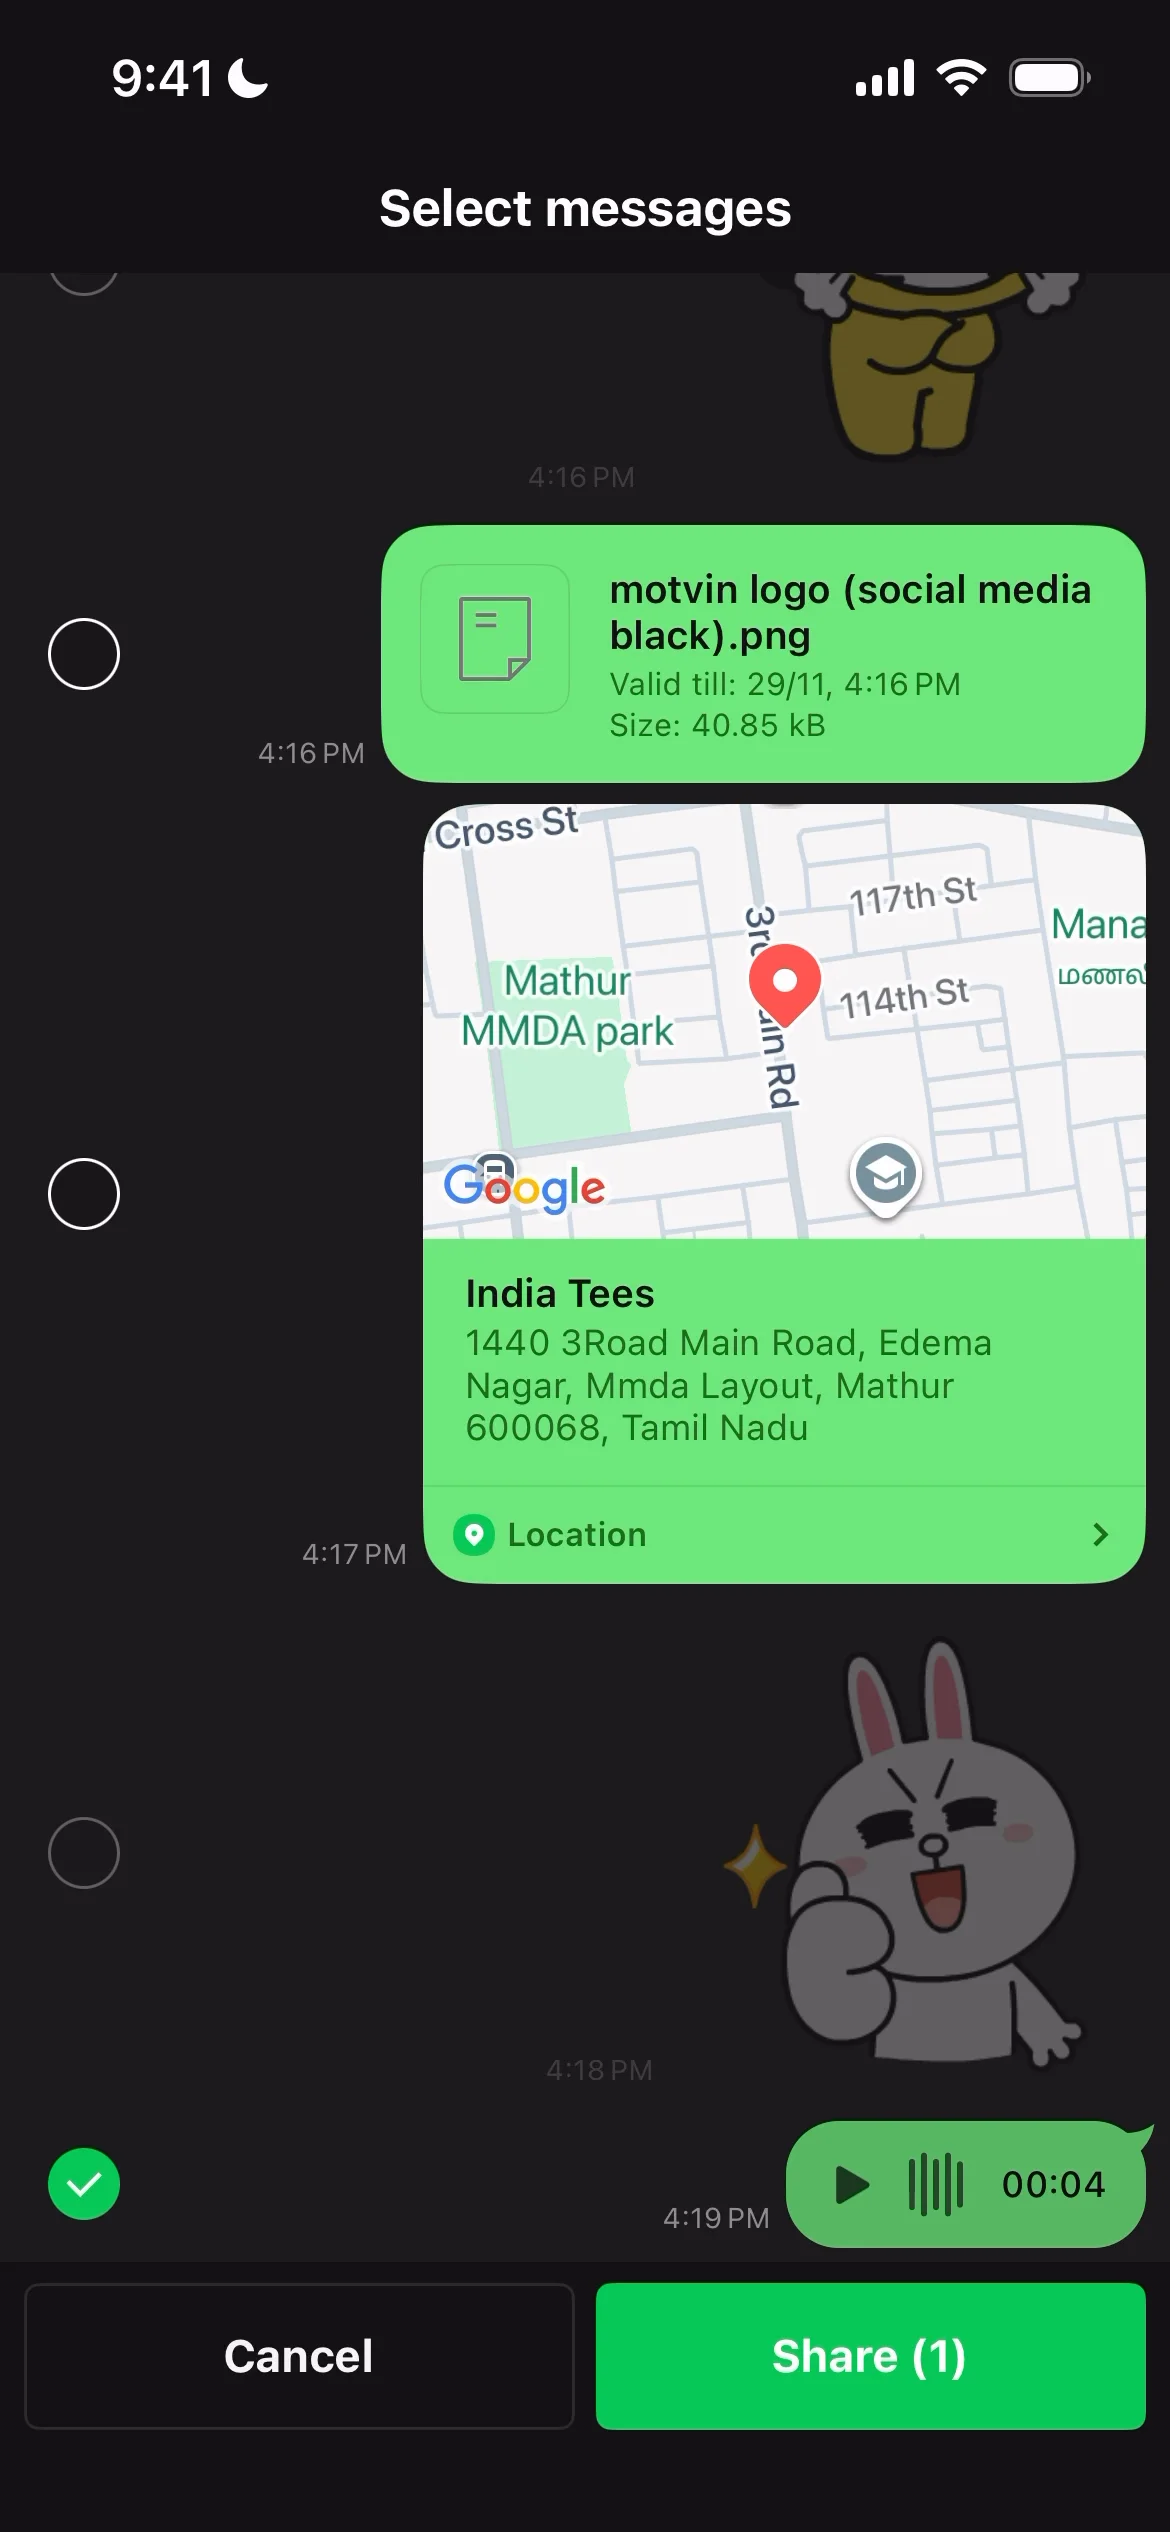 9:41
Select messages
4:16 PM
motvin logo (social media
black).png
Valid till: 29/11, 4:16 PM
Size: 40.85 kB
4:16 PM
Cross St
117th St
Mana
மணலி
Mathur
MMDA park
114th St
Rd
Google
India Tees
1440 3Road Main Road, Edema
Nagar, Mmda Layout, Mathur
600068, Tamil Nadu
Location
4:17 PM
4:18 PM
00:04
4:19 PM
Cancel
Share (1)